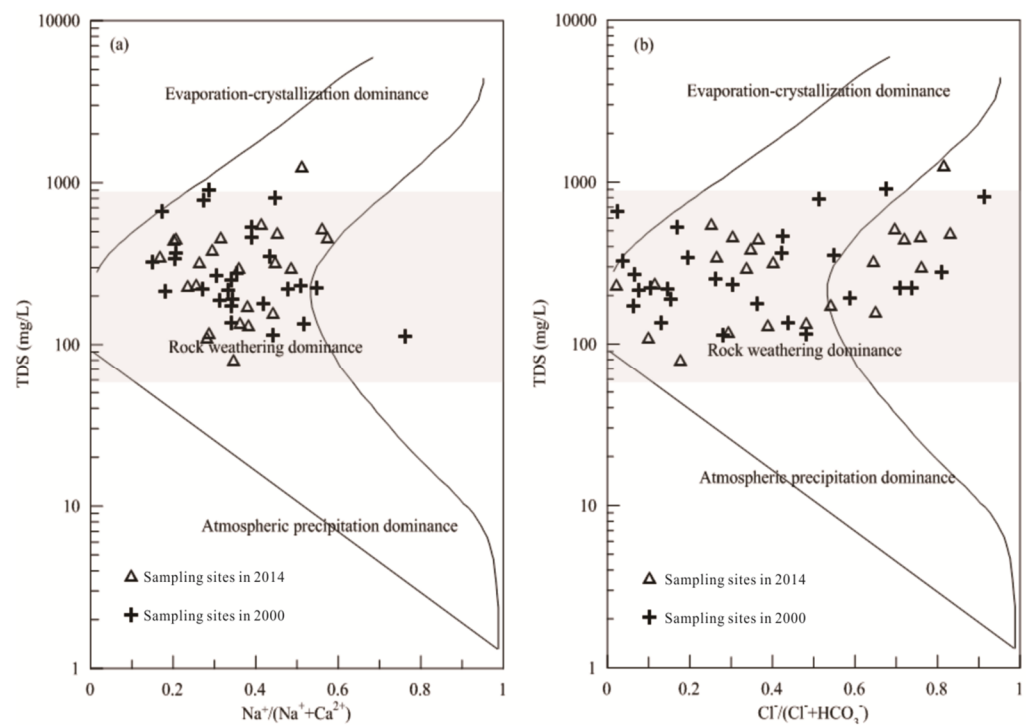 (a)
Evaporation-crystallization dominance
Rock weathering dominance
Atmospheric precipitation dominance
Sampling sites in 2014
Sampling sites in 2000
TDS (mg/L)
10000
1000
100
10
1
0 0.2 0.4 0.6 0.8 1
Na⁺/(Na⁺+Ca²⁺)
(b)
Evaporation-crystallization dominance
Rock weathering dominance
Atmospheric precipitation dominance
Sampling sites in 2014
Sampling sites in 2000
TDS (mg/L)
10000
1000
100
10
1
0 0.2 0.4 0.6 0.8 1
Cl⁻/(Cl⁻+HCO₃⁻)